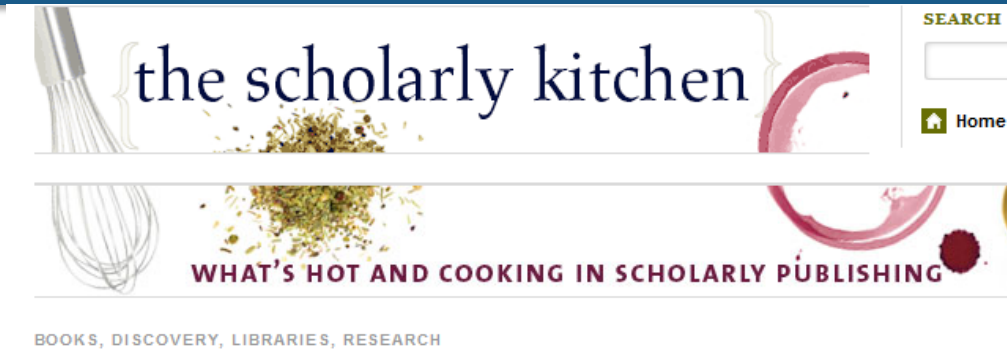 SEARCH
{the scholarly kitchen}
Home
WHAT'S HOT AND COOKING IN SCHOLARLY PUBLISHING
BOOKS, DISCOVERY, LIBRARIES, RESEARCH